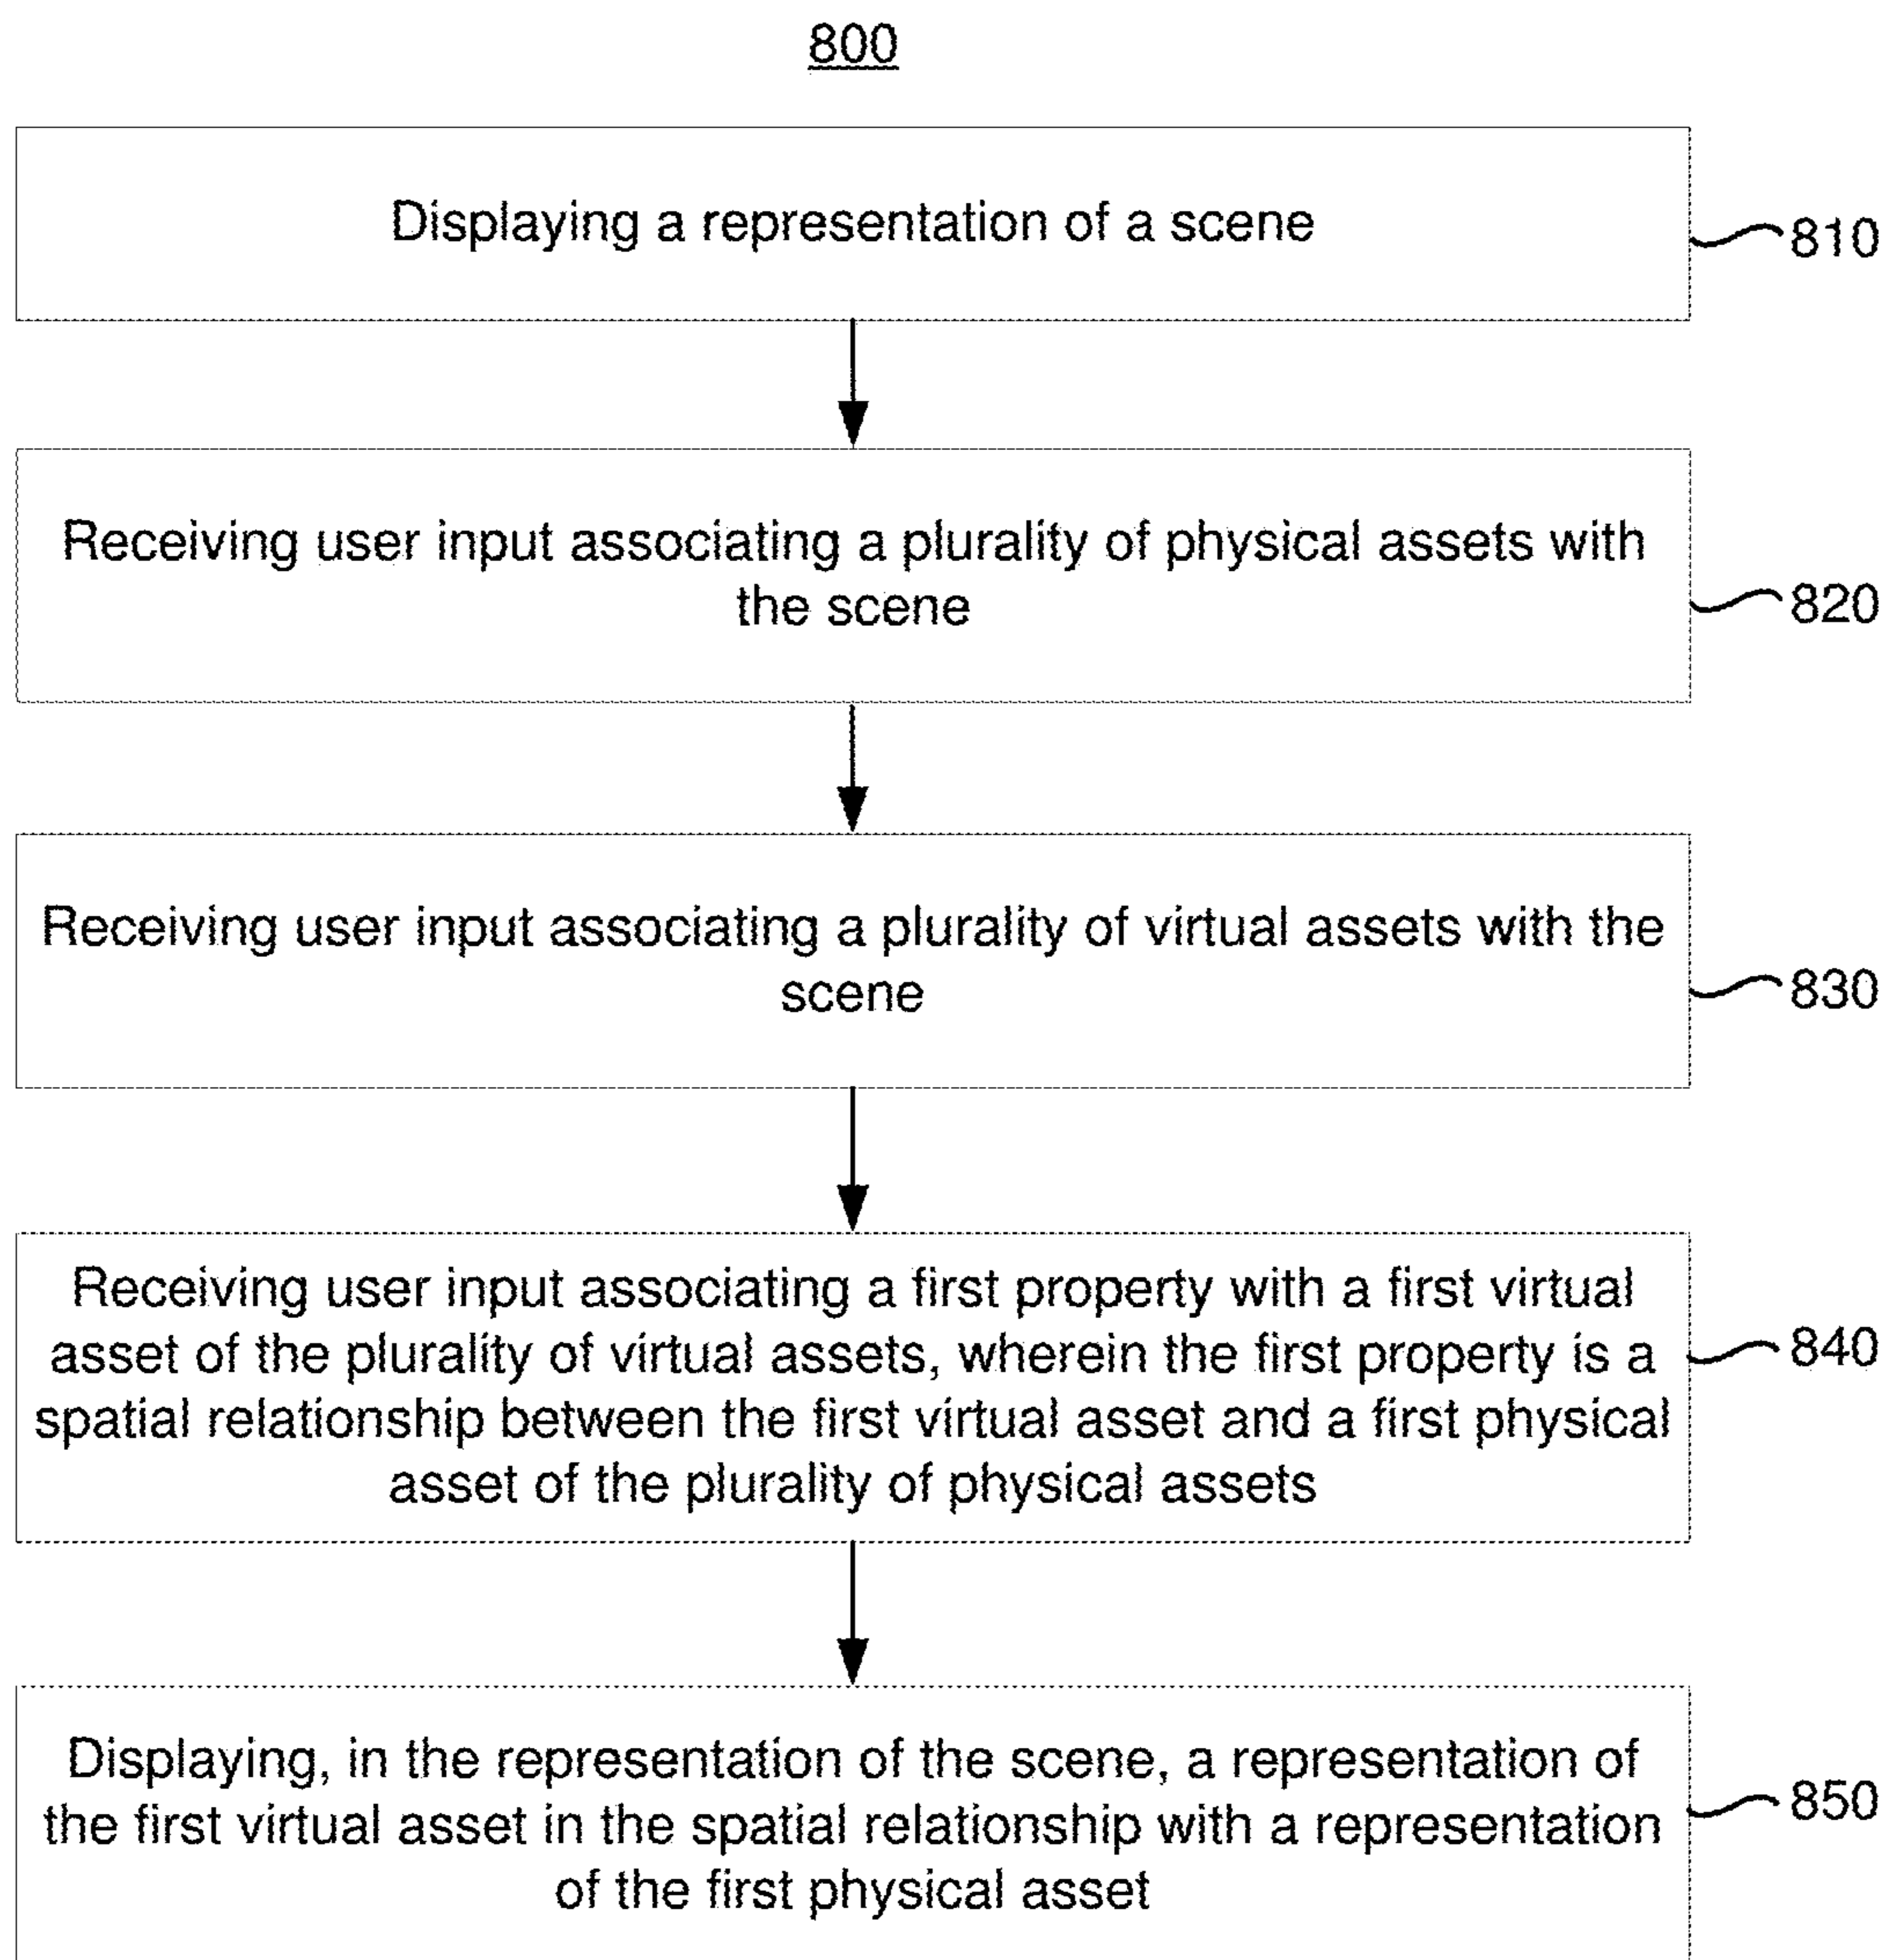 800
Displaying a representation of a scene
810
Receiving user input associating a plurality of physical assets with
the scene
820
Receiving user input associating a plurality of virtual assets with the
scene
830
Receiving user input associating a first property with a first virtual
asset of the plurality of virtual assets, wherein the first property is a
spatial relationship between the first virtual asset and a first physical
asset of the plurality of physical assets
840
Displaying, in the representation of the scene, a representation of
the first virtual asset in the spatial relationship with a representation
of the first physical asset
850